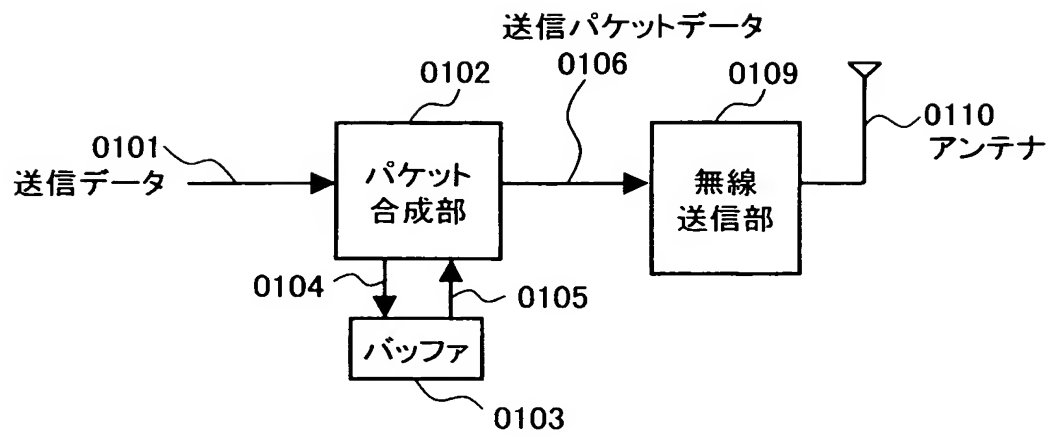 送信パケットデータ
0102
0106
0109
0101
送信データ
パケット
合成部
無線
送信部
0110
アンテナ
0104
0105
バッファ
0103